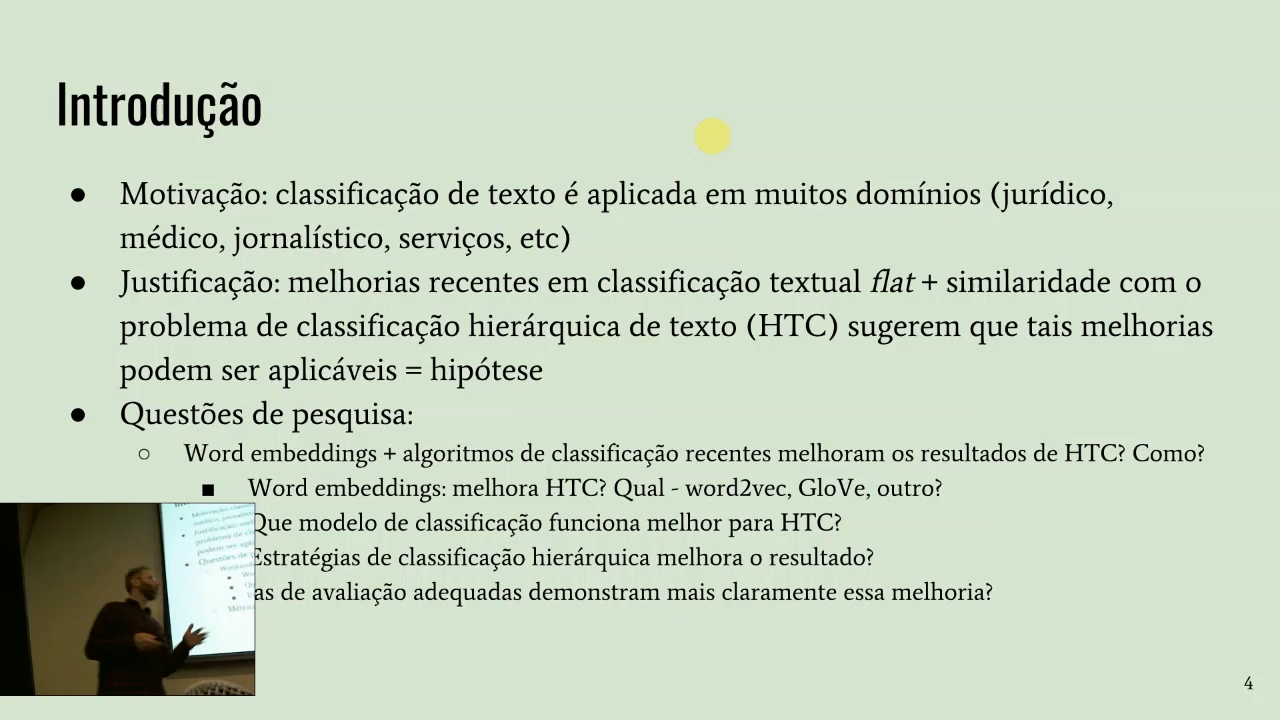 Introdução
● Motivação: classificação de texto é aplicada em muitos domínios (jurídico,
médico, jornalístico, serviços, etc)
● Justificação: melhorias recentes em classificação textual flat + similaridade com o
problema de classificação hierárquica de texto (HTC) sugerem que tais melhorias
podem ser aplicáveis = hipótese
● Questões de pesquisa:
○ Word embeddings + algoritmos de classificação recentes melhoram os resultados de HTC? Como?
■ Word embeddings: melhora HTC? Qual - word2vec, GloVe, outro?
Que modelo de classificação funciona melhor para HTC?
Estratégias de classificação hierárquica melhora o resultado?
as de avaliação adequadas demonstram mais claramente essa melhoria?
4